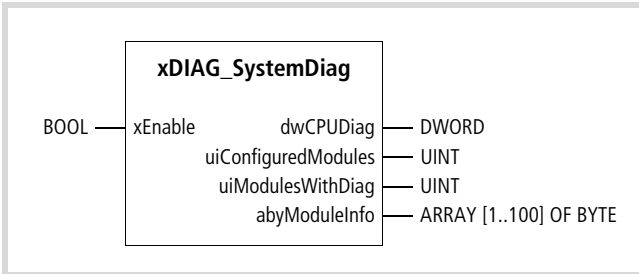 xDIAG_SystemDiag
BOOL xEnable dwCPUDiag DWORD
uiConfiguredModules UINT
uiModulesWithDiag UINT
abyModuleInfo ARRAY [1..100] OF BYTE